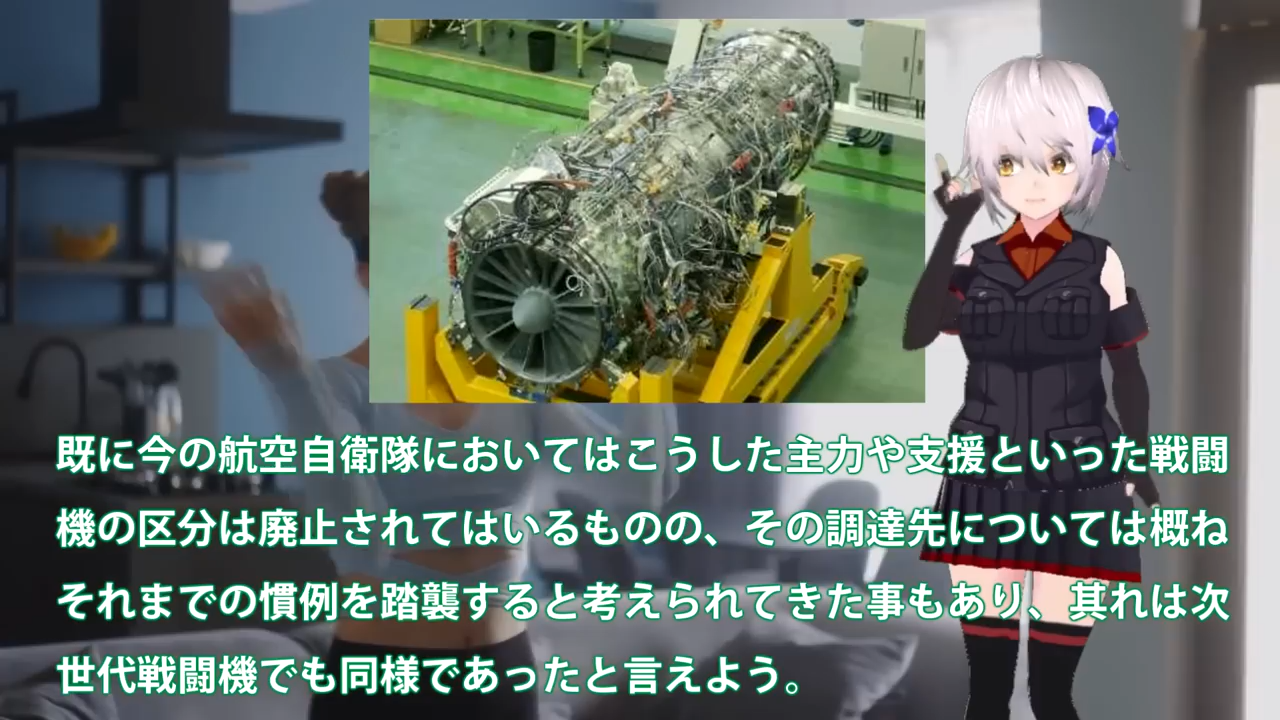 既に今の航空自衛隊においてはこうした主力や支援といった戦闘
機の区分は廃止されてはいるものの、その調達先については概ね
それまでの慣例を踏襲すると考えられてきた事もあり、其れは次
世代戦闘機でも同様であったと言えよう。